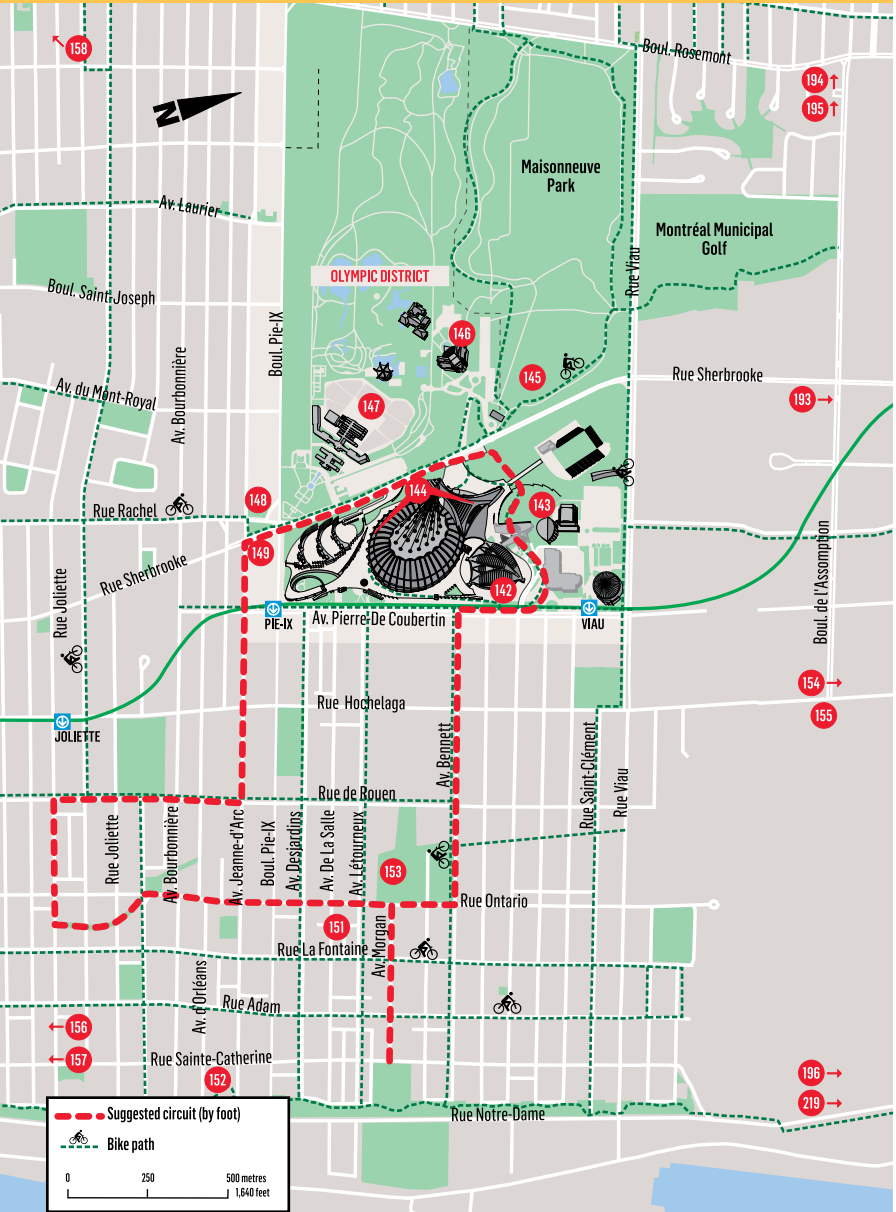 158
Boul. Rosemont
194
195
N
Maisonneuve
Park
Av. Laurier
Montréal Municipal
Golf
OLYMPIC DISTRICT
Rue Viau
Boul. Saint-Joseph
Boul. Pie-IX
146
Av. du Mont-Royal
Av. Bourbonnière
145
Rue Sherbrooke
193
147
144
148
143
Rue Rachel
149
Rue Sherbrooke
Boul. de l'Assomption
142
Rue Joliette
PIE-IX
Av. Pierre-De Coubertin
VIAU
154
Rue Hochelaga
155
JOLIETTE
Av. Bennett
Rue Saint-Clément
Rue Viau
Rue de Rouen
Rue Joliette
Av. Bourbonnière
Av. Jeanne-d'Arc
Boul. Pie-IX
Av. Desjardins
Av. De La Salle
Av. Létourneux
153
Rue Ontario
151
Rue La Fontaine
Av. Morgan
Av. d'Orléans
Rue Adam
156
157
Rue Sainte-Catherine
152
196
219
Rue Notre-Dame
Suggested circuit (by foot)
Bike path
0 250 500 metres
1,640 feet